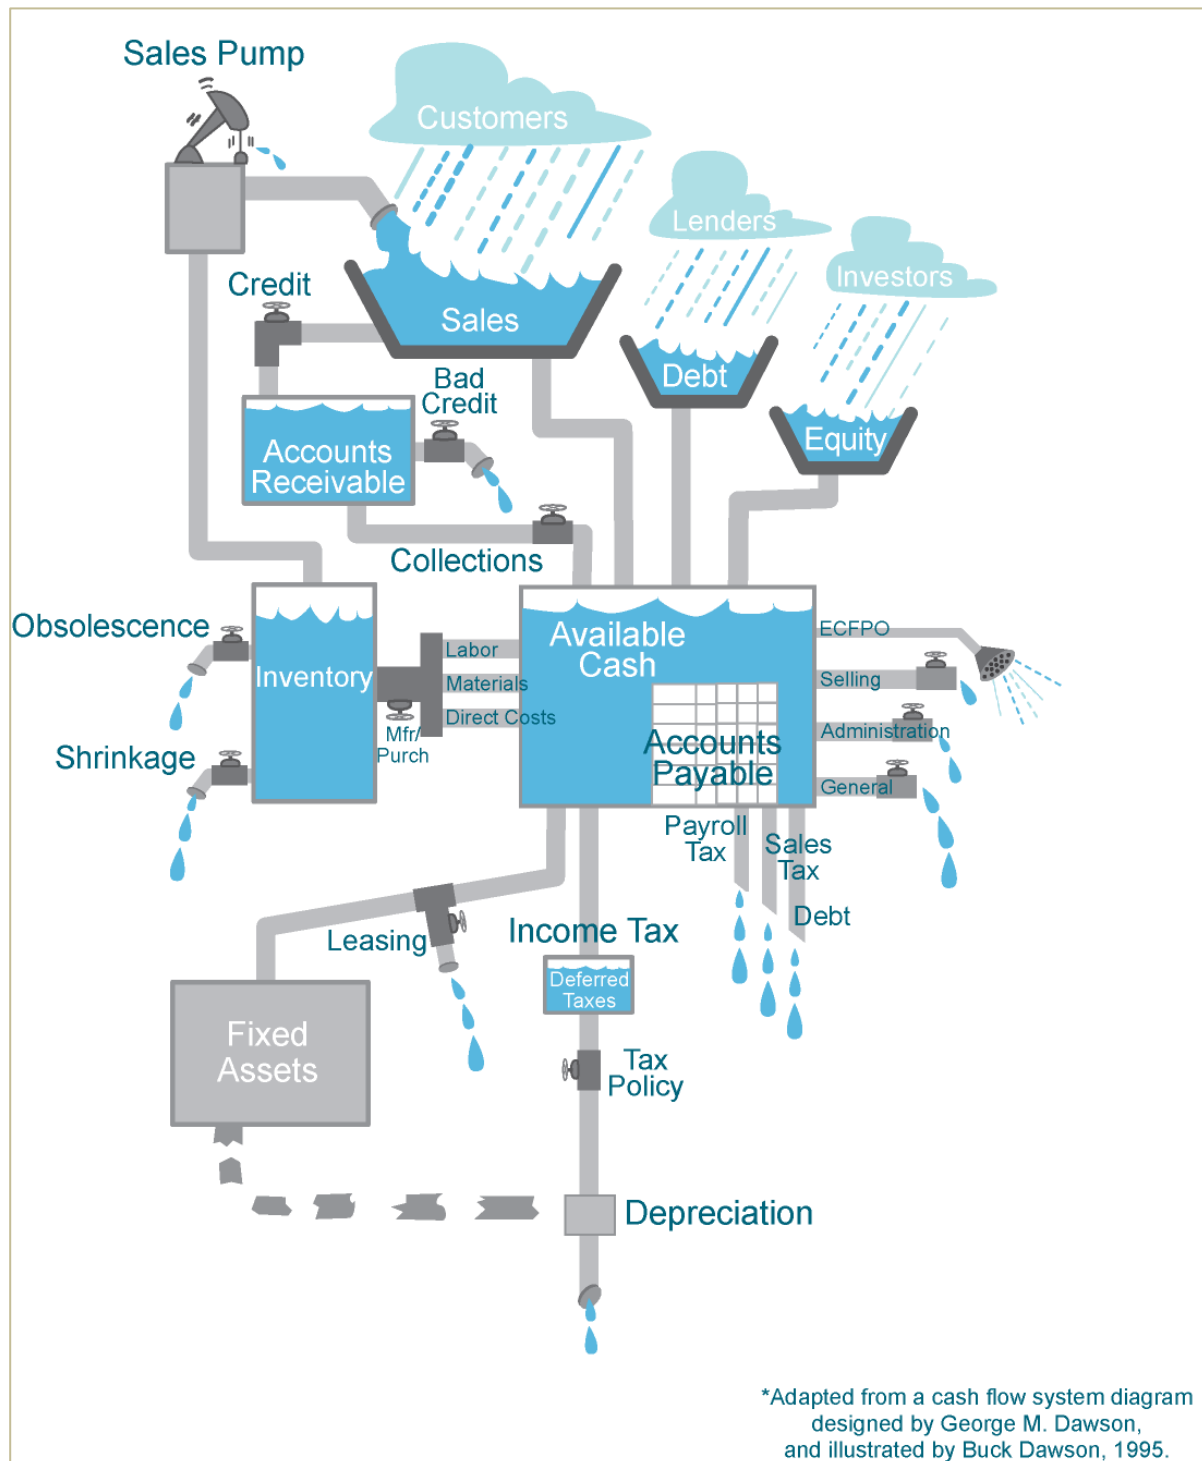 Sales Pump
Customers
Lenders
Investors
Credit
Sales
Bad
Credit
Debt
Equity
Accounts
Receivable
Collections
Obsolescence
Inventory
Shrinkage
Labor
Materials
Direct Costs
Mfr/
Purch
Available
Cash
Accounts
Payable
ECFPO
Selling
Administration
General
Payroll
Tax
Sales
Tax
Debt
Leasing
Income Tax
Deferred
Taxes
Fixed
Assets
Tax
Policy
Depreciation
*Adapted from a cash flow system diagram
designed by George M. Dawson,
and illustrated by Buck Dawson, 1995.